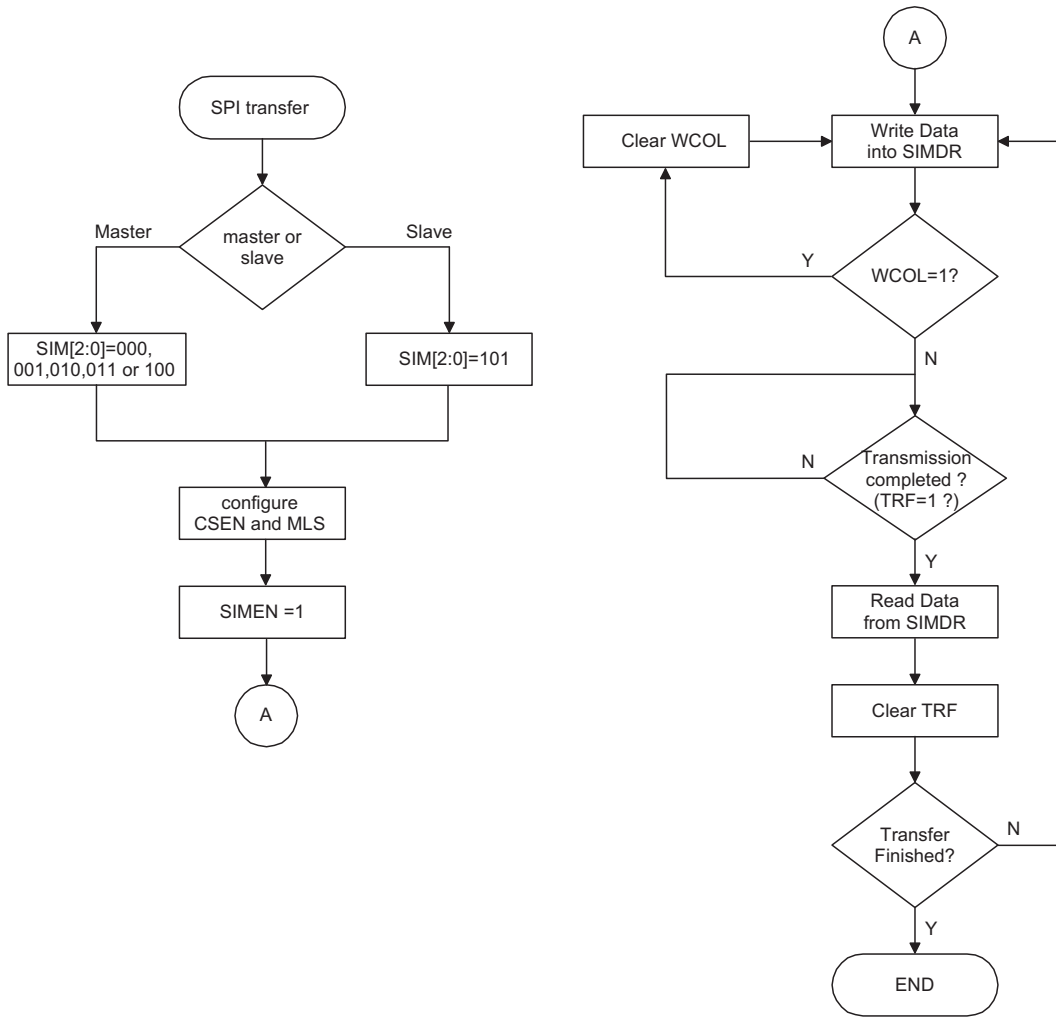 SPI transfer
master or
slave
Master
Slave
SIM[2:0]=000,
001,010,011 or 100
SIM[2:0]=101
configure
CSEN and MLS
SIMEN =1
A
A
Write Data
into SIMDR
Clear WCOL
WCOL=1?
Y
N
Transmission
completed ?
(TRF=1 ?)
N
Y
Read Data
from SIMDR
Clear TRF
Transfer
Finished?
N
Y
END